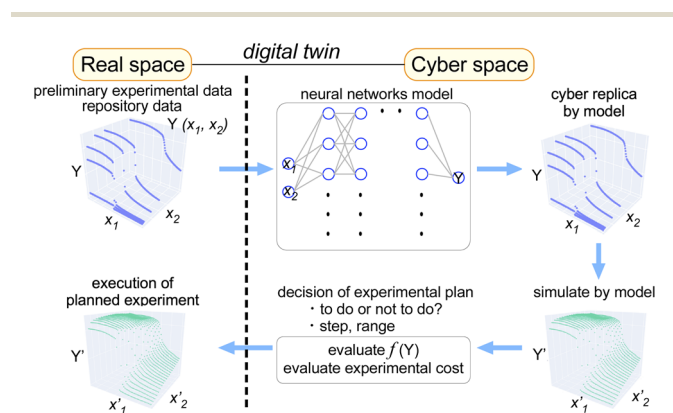 digital twin
Real space
Cyber space
preliminary experimental data
repository data
Y (x1, x2)
Y
x1
x2
neural networks model
x1
x2
Y
cyber replica
by model
Y
x1
x2
execution of
planned experiment
Y'
x'1
x'2
decision of experimental plan
・to do or not to do?
・step, range
evaluate f (Y)
evaluate experimental cost
simulate by model
Y'
x'1
x'2